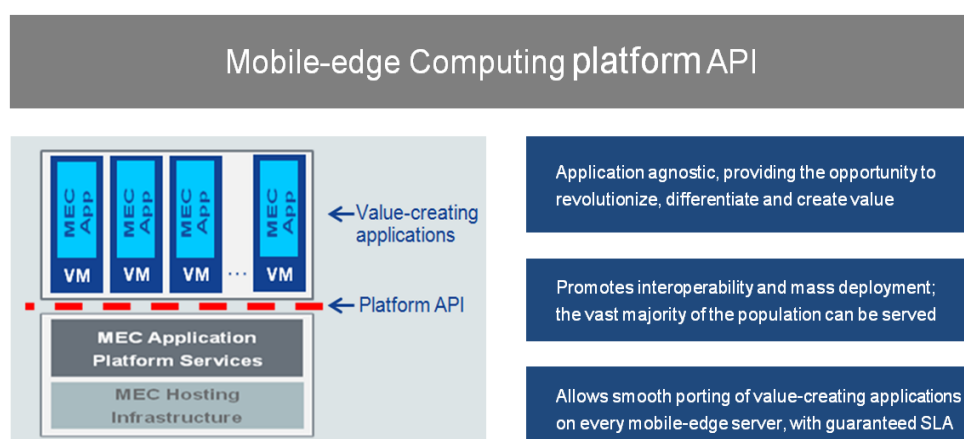 Mobile-edge Computing platform API
MEC App
MEC App
MEC App
MEC App
VM
VM
VM
...
VM
Value-creating
applications
Platform API
MEC Application
Platform Services
MEC Hosting
Infrastructure
Application agnostic, providing the opportunity to
revolutionize, differentiate and create value
Promotes interoperability and mass deployment;
the vast majority of the population can be served
Allows smooth porting of value-creating applications
on every mobile-edge server, with guaranteed SLA